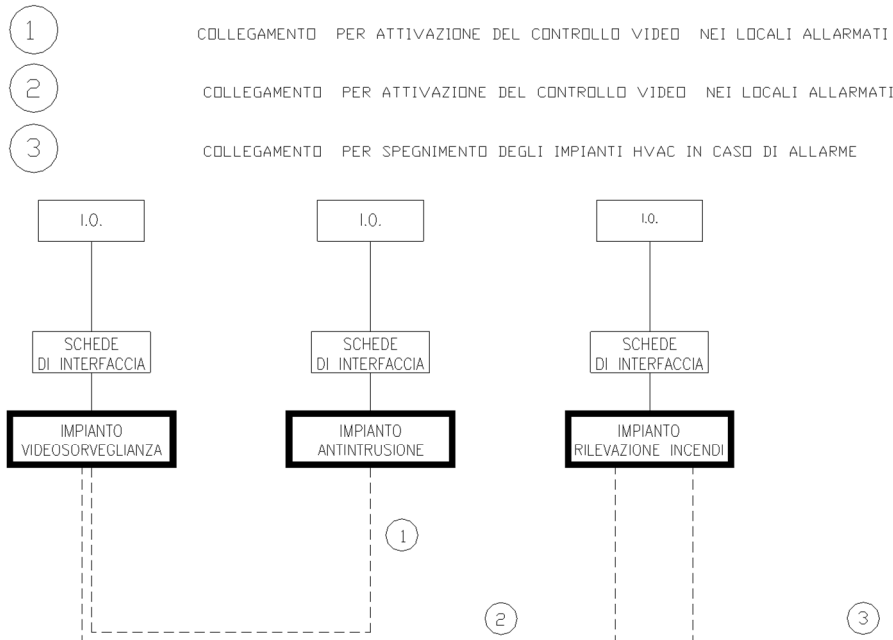 1 COLLEGAMENTO PER ATTIVAZIONE DEL CONTROLLO VIDEO NEI LOCALI ALLARMATI
2 COLLEGAMENTO PER ATTIVAZIONE DEL CONTROLLO VIDEO NEI LOCALI ALLARMATI
3 COLLEGAMENTO PER SPEGNIMENTO DEGLI IMPIANTI HVAC IN CASO DI ALLARME
I.O.
I.O.
I.O.
SCHEDE
DI INTERFACCIA
SCHEDE
DI INTERFACCIA
SCHEDE
DI INTERFACCIA
IMPIANTO
VIDEOSORVEGLIANZA
IMPIANTO
ANTINTRUSIONE
IMPIANTO
RILEVAZIONE INCENDI
1
2
3